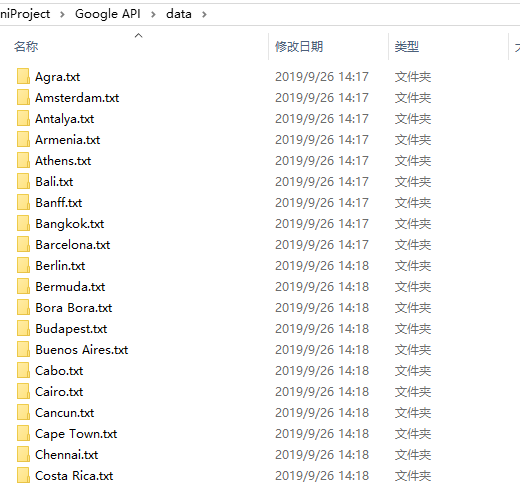 niProject > Google API > data >
名称 修改日期 类型
Agra.txt 2019/9/26 14:17 文件夹
Amsterdam.txt 2019/9/26 14:17 文件夹
Antalya.txt 2019/9/26 14:17 文件夹
Armenia.txt 2019/9/26 14:17 文件夹
Athens.txt 2019/9/26 14:17 文件夹
Bali.txt 2019/9/26 14:17 文件夹
Banff.txt 2019/9/26 14:17 文件夹
Bangkok.txt 2019/9/26 14:17 文件夹
Barcelona.txt 2019/9/26 14:17 文件夹
Berlin.txt 2019/9/26 14:18 文件夹
Bermuda.txt 2019/9/26 14:18 文件夹
Bora Bora.txt 2019/9/26 14:18 文件夹
Budapest.txt 2019/9/26 14:18 文件夹
Buenos Aires.txt 2019/9/26 14:18 文件夹
Cabo.txt 2019/9/26 14:18 文件夹
Cairo.txt 2019/9/26 14:18 文件夹
Cancun.txt 2019/9/26 14:18 文件夹
Cape Town.txt 2019/9/26 14:18 文件夹
Chennai.txt 2019/9/26 14:18 文件夹
Costa Rica.txt 2019/9/26 14:18 文件夹